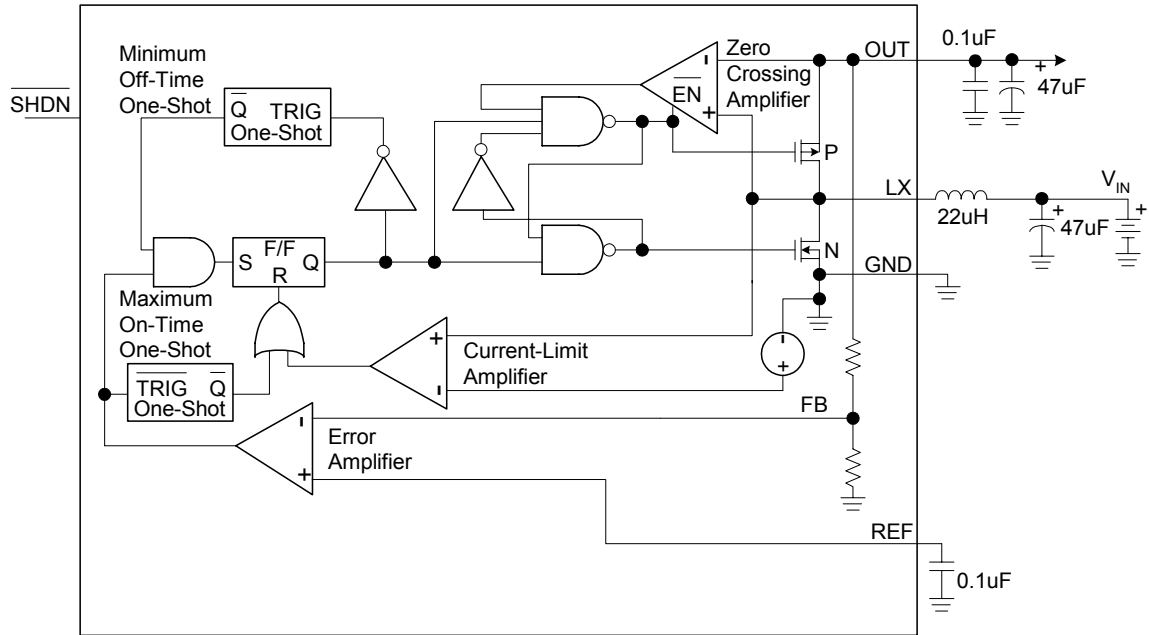 SHDN
Minimum
Off-Time
One-Shot
Q TRIG
One-Shot
Zero
Crossing
Amplifier
EN
-
+
OUT
0.1uF
+
47uF
P
LX
22uH
VIN
+
47uF
+
N
GND
S F/F Q
R
Maximum
On-Time
One-Shot
TRIG Q
One-Shot
+
-
Current-Limit
Amplifier
-
+
FB
-
+
Error
Amplifier
REF
0.1uF